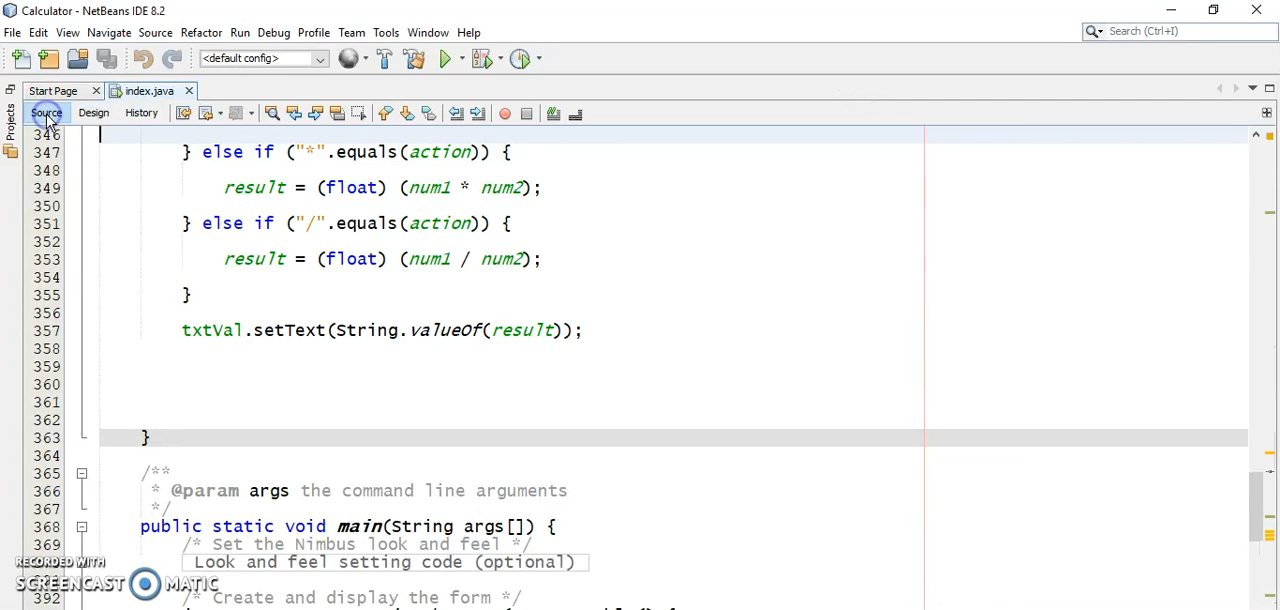 Calculator - NetBeans IDE 8.2
File Edit View Navigate Source Refactor Run Debug Profile Team Tools Window Help
Search (Ctrl+I)
<default config>
Start Page index.java
Projects
Source Design History
346
347 } else if ("*".equals(action)) {
348
349 result = (float) (num1 * num2);
350
351 } else if ("/".equals(action)) {
352
353 result = (float) (num1 / num2);
354
355 }
356
357 txtVal.setText(String.valueOf(result));
358
359
360
361
362
363 }
364
365 /**
366 * @param args the command line arguments
367 */
368 public static void main(String args[]) {
369 /* Set the Nimbus look and feel */
Look and feel setting code (optional)
392 /* Create and display the form */
RECORDED WITH
SCREENCAST MATIC